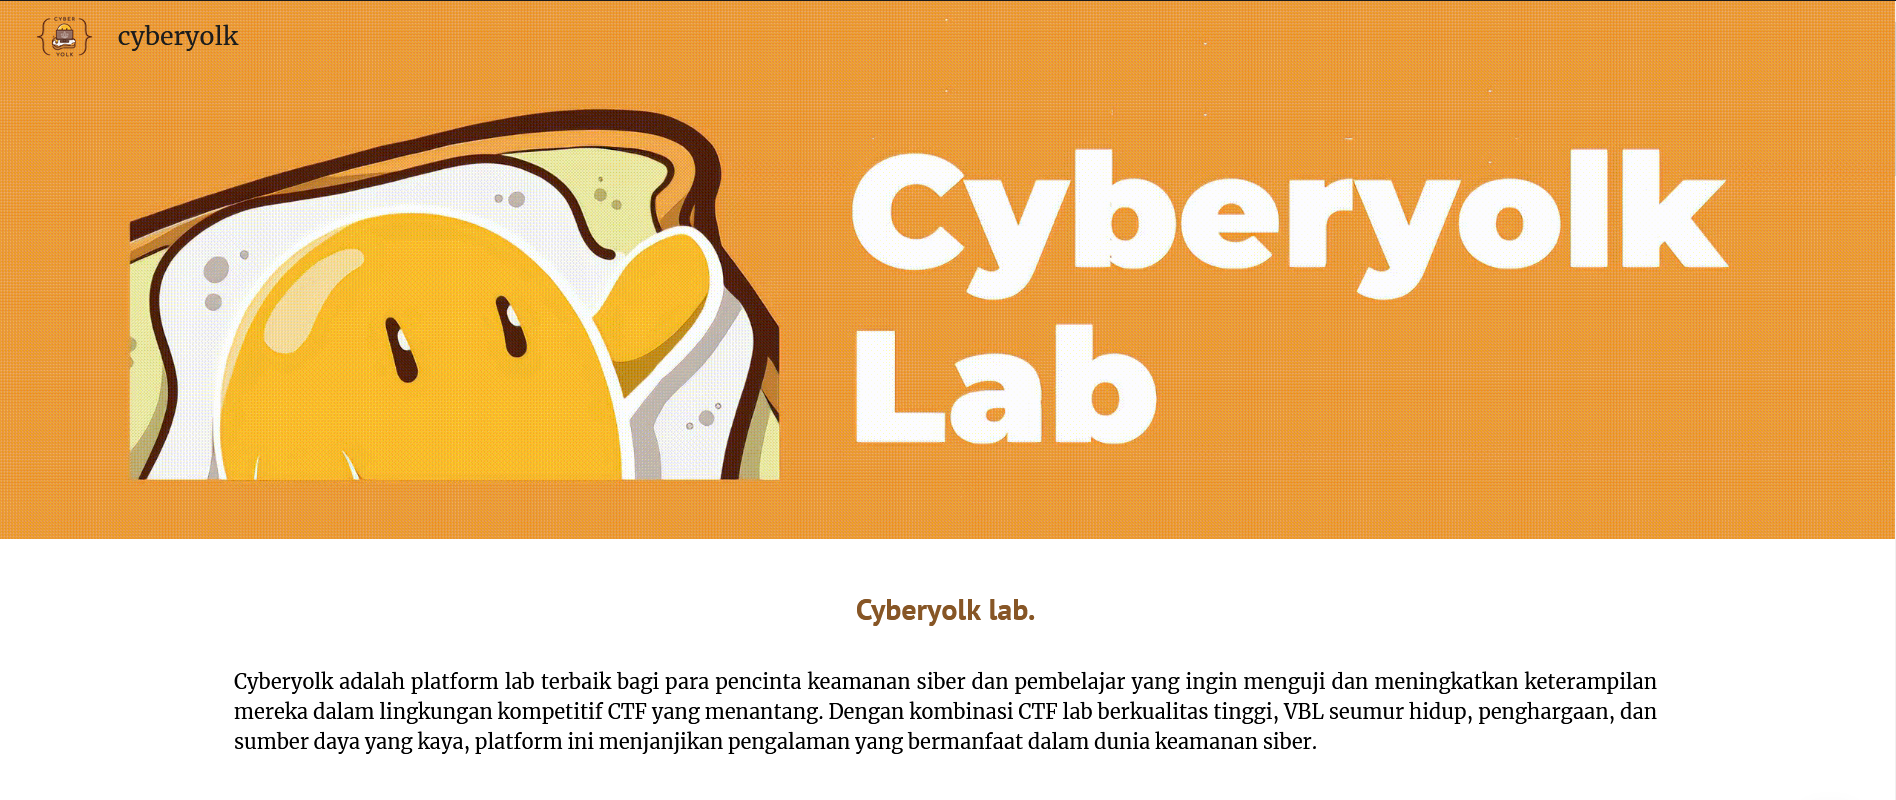 CYBER
YOLK
cyberyolk
Cyberyolk
Lab
Cyberyolk lab.
Cyberyolk adalah platform lab terbaik bagi para pencinta keamanan siber dan pembelajar yang ingin menguji dan meningkatkan keterampilan
mereka dalam lingkungan kompetitif CTF yang menantang. Dengan kombinasi CTF lab berkualitas tinggi, VBL seumur hidup, penghargaan, dan
sumber daya yang kaya, platform ini menjanjikan pengalaman yang bermanfaat dalam dunia keamanan siber.